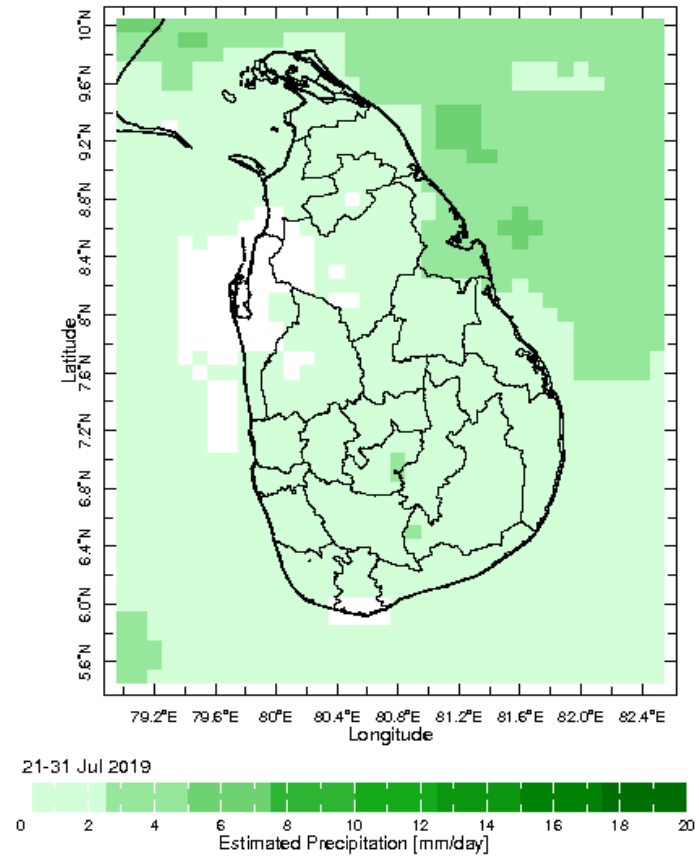 10°N
9.6°N
9.2°N
8.8°N
8.4°N
8°N
7.6°N
7.2°N
6.8°N
6.4°N
6.0°N
5.6°N
Latitude
79.2°E 79.6°E 80°E 80.4°E 80.8°E 81.2°E 81.6°E 82.0°E 82.4°E
Longitude
21-31 Jul 2019
0 2 4 6 8 10 12 14 16 18 20
Estimated Precipitation [mm/day]